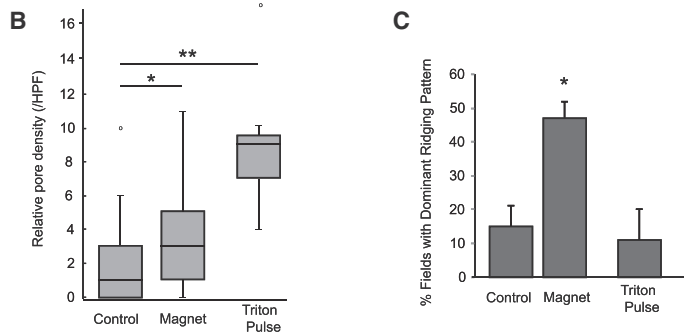 B
Relative pore density (/HPF)
16
14
12
10
8
6
4
2
0
**
*
Control
Magnet
Triton
Pulse
C
% Fields with Dominant Ridging Pattern
60
50
40
30
20
10
0
*
Control
Magnet
Triton
Pulse